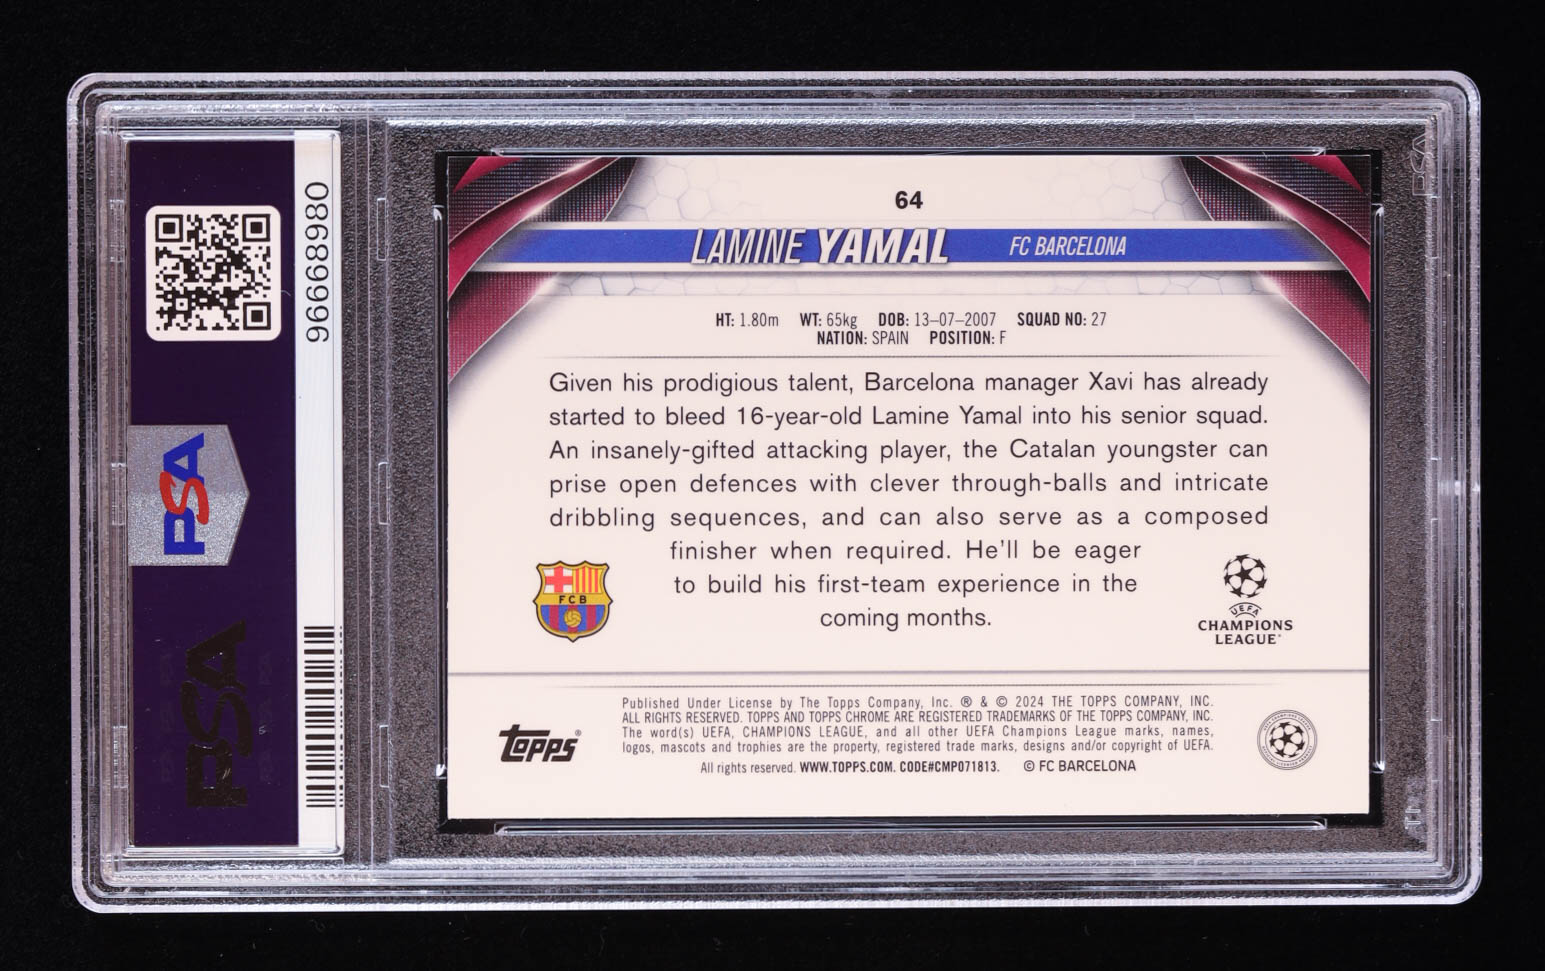 96668980
PSA
PSA
64
LAMINE YAMAL FC BARCELONA
HT: 1.80m WT: 65kg DOB: 13-07-2007 SQUAD NO: 27
NATION: SPAIN POSITION: F
Given his prodigious talent, Barcelona manager Xavi has already
started to bleed 16-year-old Lamine Yamal into his senior squad.
An insanely-gifted attacking player, the Catalan youngster can
prise open defences with clever through-balls and intricate
dribbling sequences, and can also serve as a composed
finisher when required. He'll be eager
to build his first-team experience in the
coming months.
FCB
UEFA
CHAMPIONS
LEAGUE®
Topps®
Published Under License by The Topps Company, Inc. ® & © 2024 THE TOPPS COMPANY, INC.
ALL RIGHTS RESERVED. TOPPS AND TOPPS CHROME ARE REGISTERED TRADEMARKS OF THE TOPPS COMPANY, INC.
The word(s) UEFA, CHAMPIONS LEAGUE, and all other UEFA Champions League marks, names,
logos, mascots and trophies are the property, registered trade marks, designs and/or copyright of UEFA.
All rights reserved. WWW.TOPPS.COM. CODE#CMP071813. © FC BARCELONA